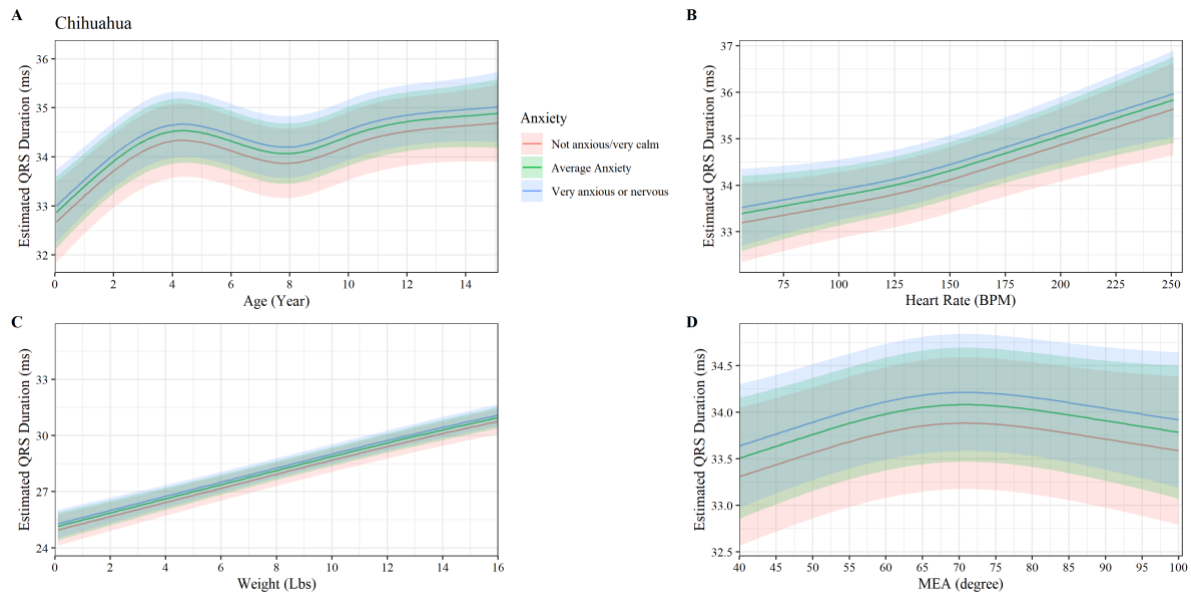 A
Chihuahua
36
35
34
33
32
Estimated QRS Duration (ms)
0 2 4 6 8 10 12 14
Age (Year)
Anxiety
Not anxious/very calm
Average Anxiety
Very anxious or nervous
B
37
36
35
34
33
Estimated QRS Duration (ms)
75 100 125 150 175 200 225 250
Heart Rate (BPM)
C
33
30
27
24
Estimated QRS Duration (ms)
0 2 4 6 8 10 12 14 16
Weight (Lbs)
D
34.5
34.0
33.5
33.0
32.5
Estimated QRS Duration (ms)
40 45 50 55 60 65 70 75 80 85 90 95 100
MEA (degree)